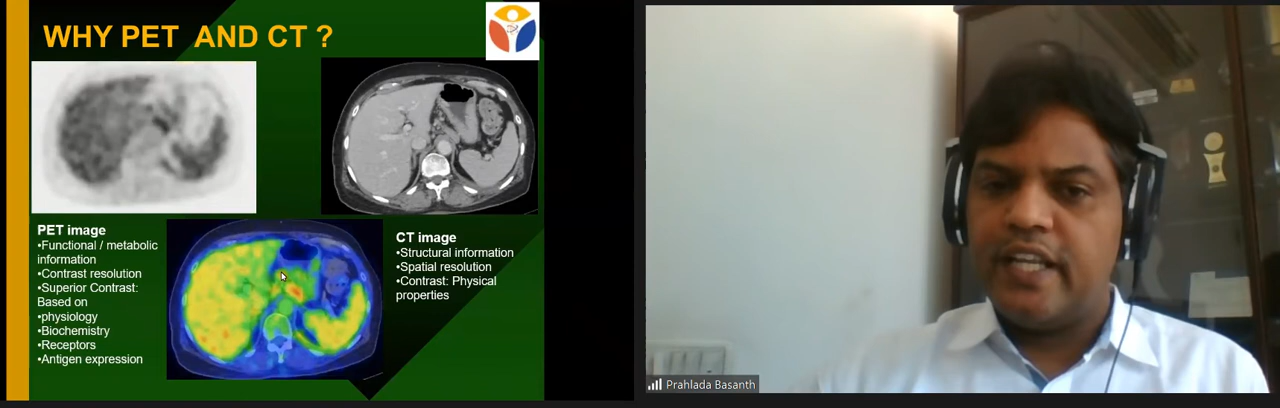 WHY PET AND CT ?
PET image
•Functional / metabolic
information
•Contrast resolution
•Superior Contrast:
Based on
•physiology
•Biochemistry
•Receptors
•Antigen expression
CT image
•Structural information
•Spatial resolution
•Contrast: Physical
properties
Prahlada Basanth